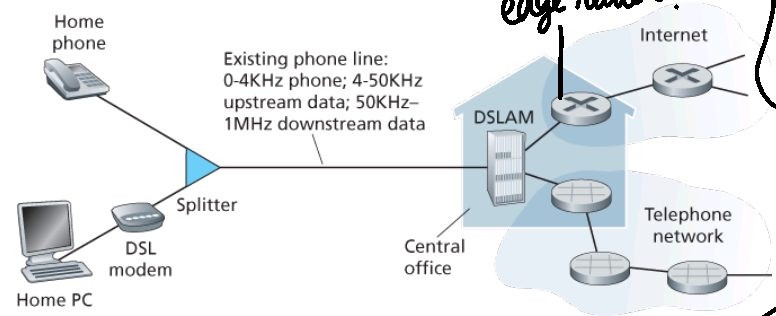 edge
Home
phone
Existing phone line:
0-4KHz phone; 4-50KHz
upstream data; 50KHz–
1MHz downstream data
Internet
DSLAM
Splitter
DSL
modem
Home PC
Central
office
Telephone
network